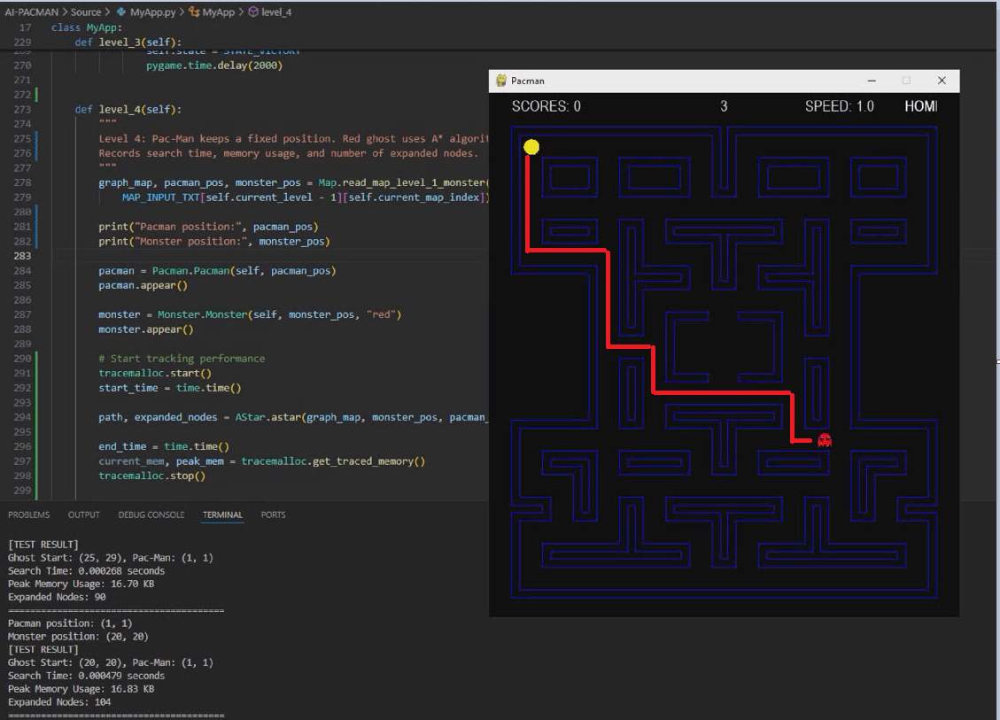 AI-PACMAN > Source > MyApp.py > MyApp > level_4
17 class MyApp:
229 def level_3(self):
269 self.state = STATE_VICTORY
270 pygame.time.delay(2000)
271
272
273 def level_4(self):
274 """
275 Level 4: Pac-Man keeps a fixed position. Red ghost uses A* algorit
276 Records search time, memory usage, and number of expanded nodes.
277 """
278 graph_map, pacman_pos, monster_pos = Map.read_map_level_1_monster(
279 MAP_INPUT_TXT[self.current_level - 1][self.current_map_index])
280
281 print("Pacman position:", pacman_pos)
282 print("Monster position:", monster_pos)
283
284 pacman = Pacman.Pacman(self, pacman_pos)
285 pacman.appear()
286
287 monster = Monster.Monster(self, monster_pos, "red")
288 monster.appear()
289
290 # Start tracking performance
291 tracemalloc.start()
292 start_time = time.time()
293
294 path, expanded_nodes = AStar.astar(graph_map, monster_pos, pacman_
295
296 end_time = time.time()
297 current_mem, peak_mem = tracemalloc.get_traced_memory()
298 tracemalloc.stop()
299
Pacman
SCORES: 0 3 SPEED: 1.0 HOM
PROBLEMS OUTPUT DEBUG CONSOLE TERMINAL PORTS
[TEST RESULT]
Ghost Start: (25, 29), Pac-Man: (1, 1)
Search Time: 0.000268 seconds
Peak Memory Usage: 16.70 KB
Expanded Nodes: 90
========================================
Pacman position: (1, 1)
Monster position: (20, 20)
[TEST RESULT]
Ghost Start: (20, 20), Pac-Man: (1, 1)
Search Time: 0.000479 seconds
Peak Memory Usage: 16.83 KB
Expanded Nodes: 104
========================================